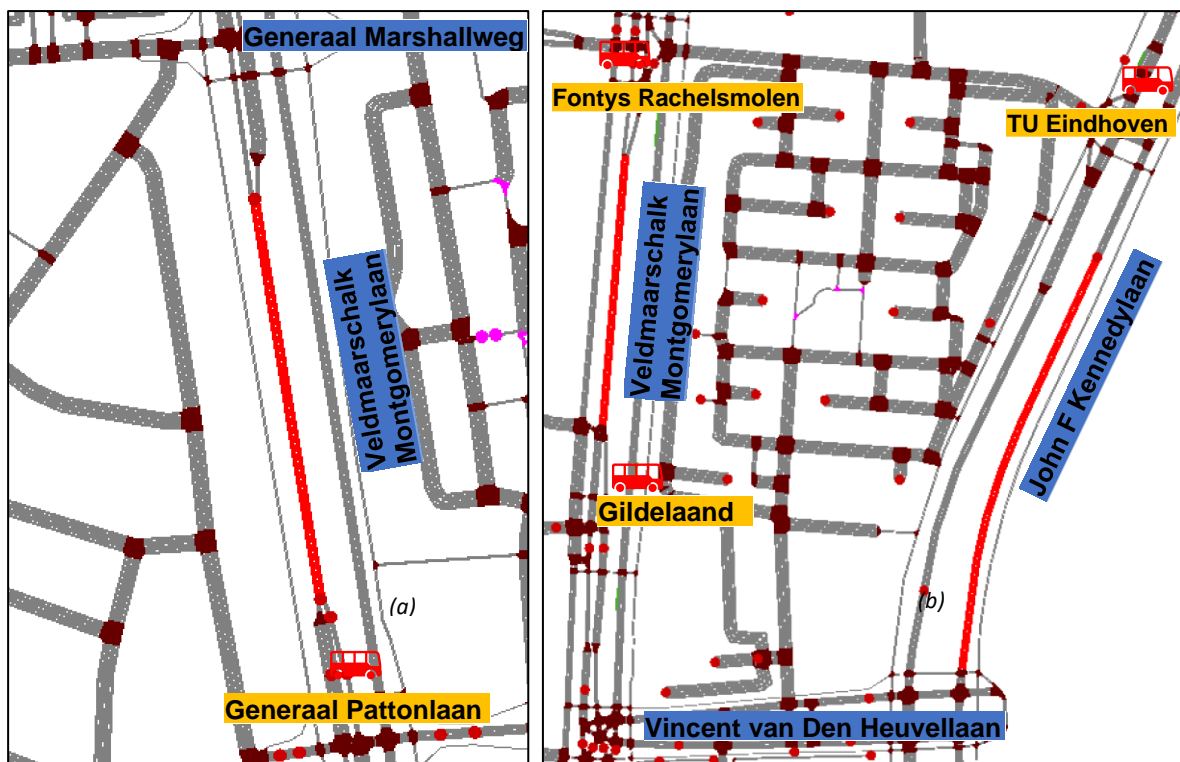 Generaal Marshallweg
Veldmaarschalk
Montgomerylaan
(a)
Generaal Pattonlaan
Fontys Rachelsmolen
TU Eindhoven
Veldmaarschalk
Montgomerylaan
John F Kennedylaan
Gildelaand
(b)
Vincent van Den Heuvellaan